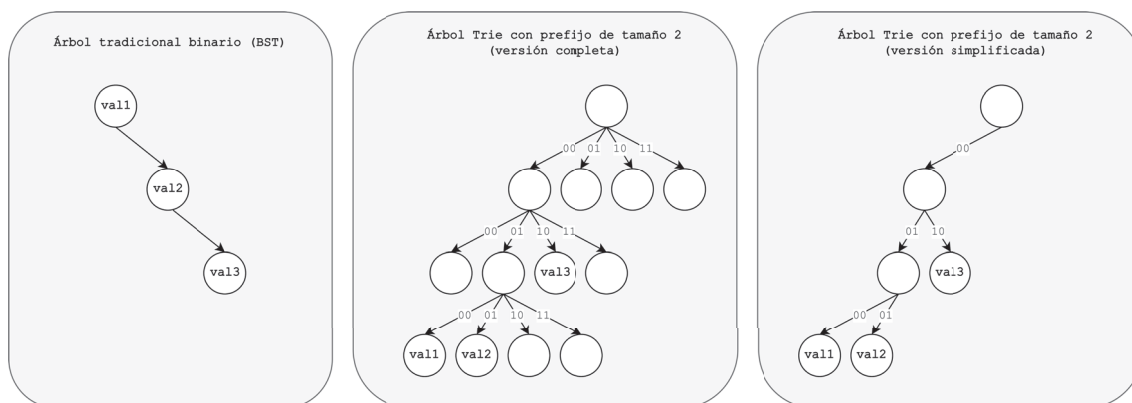 Árbol tradicional binario (BST)
val1
val2
val3
Árbol Trie con prefijo de tamaño 2
(versión completa)
00 01 10 11
00 01 10 11
val3
00 01 10 11
val1 val2
Árbol Trie con prefijo de tamaño 2
(versión simplificada)
00
01 10
val3
00 01
val1 val2